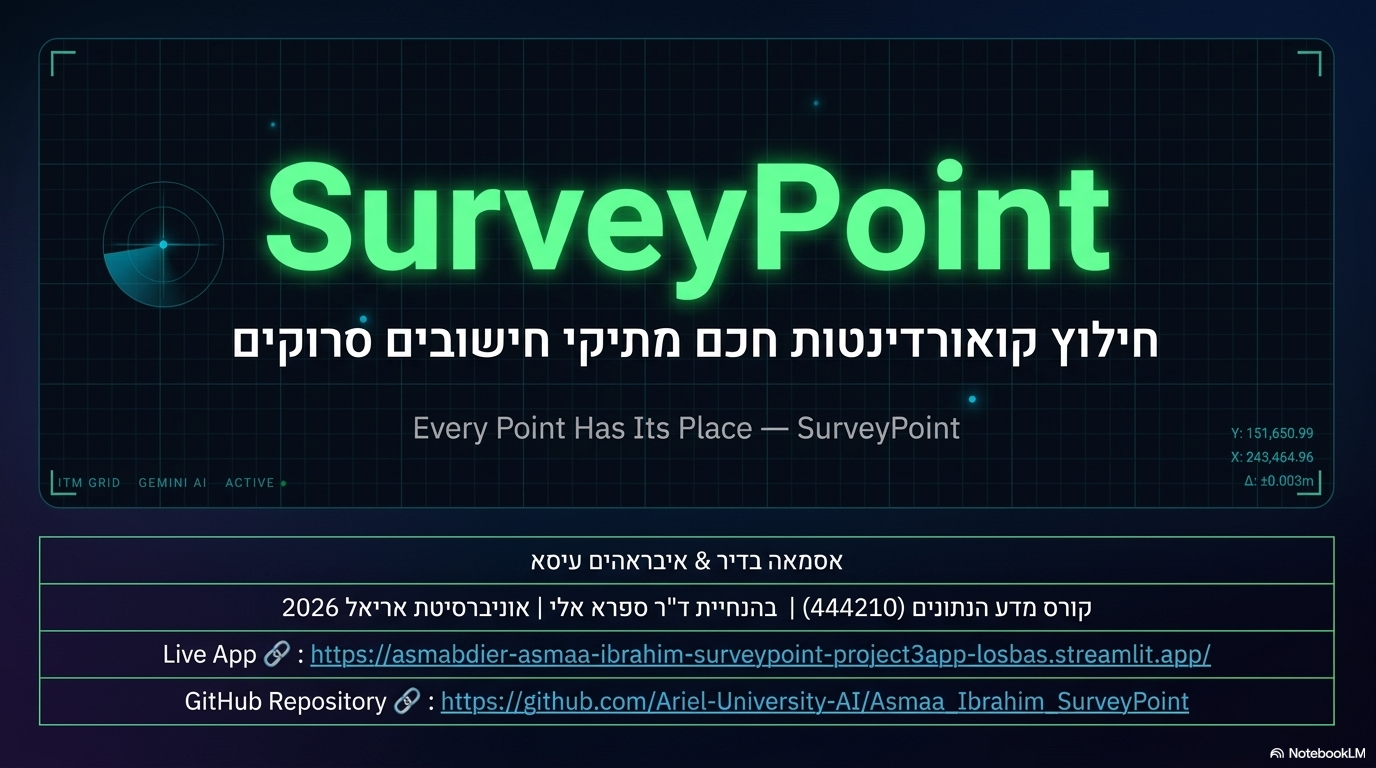 SurveyPoint
חילוץ קואורדינטות חכם מתיקי חישובים סרוקים
Every Point Has Its Place — SurveyPoint
Y: 151,650.99
X: 243,464.96
Δ: ±0.003m
ITM GRID GEMINI AI ACTIVE
אסמאה בדיר & איבראהים עיסא
קורס מדע הנתונים (444210) | בהנחיית ד"ר ספרא אלי | אוניברסיטת אריאל 2026
Live App 🔗 : https://asmabdier-asmaa-ibrahim-surveypoint-project3app-losbas.streamlit.app/
GitHub Repository 🔗 : https://github.com/Ariel-University-AI/Asmaa_Ibrahim_SurveyPoint
NotebookLM